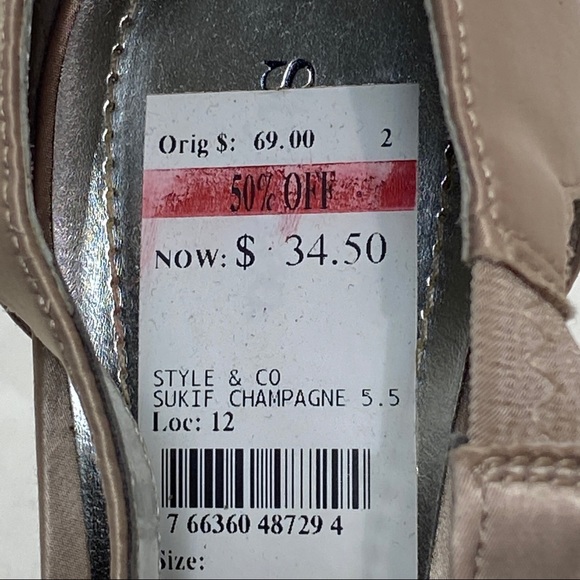 Orig $: 69.00 2
50% OFF
NOW: $ 34.50
STYLE & CO
SUKIF CHAMPAGNE 5.5
Loc: 12
7 66360 48729 4
Size: